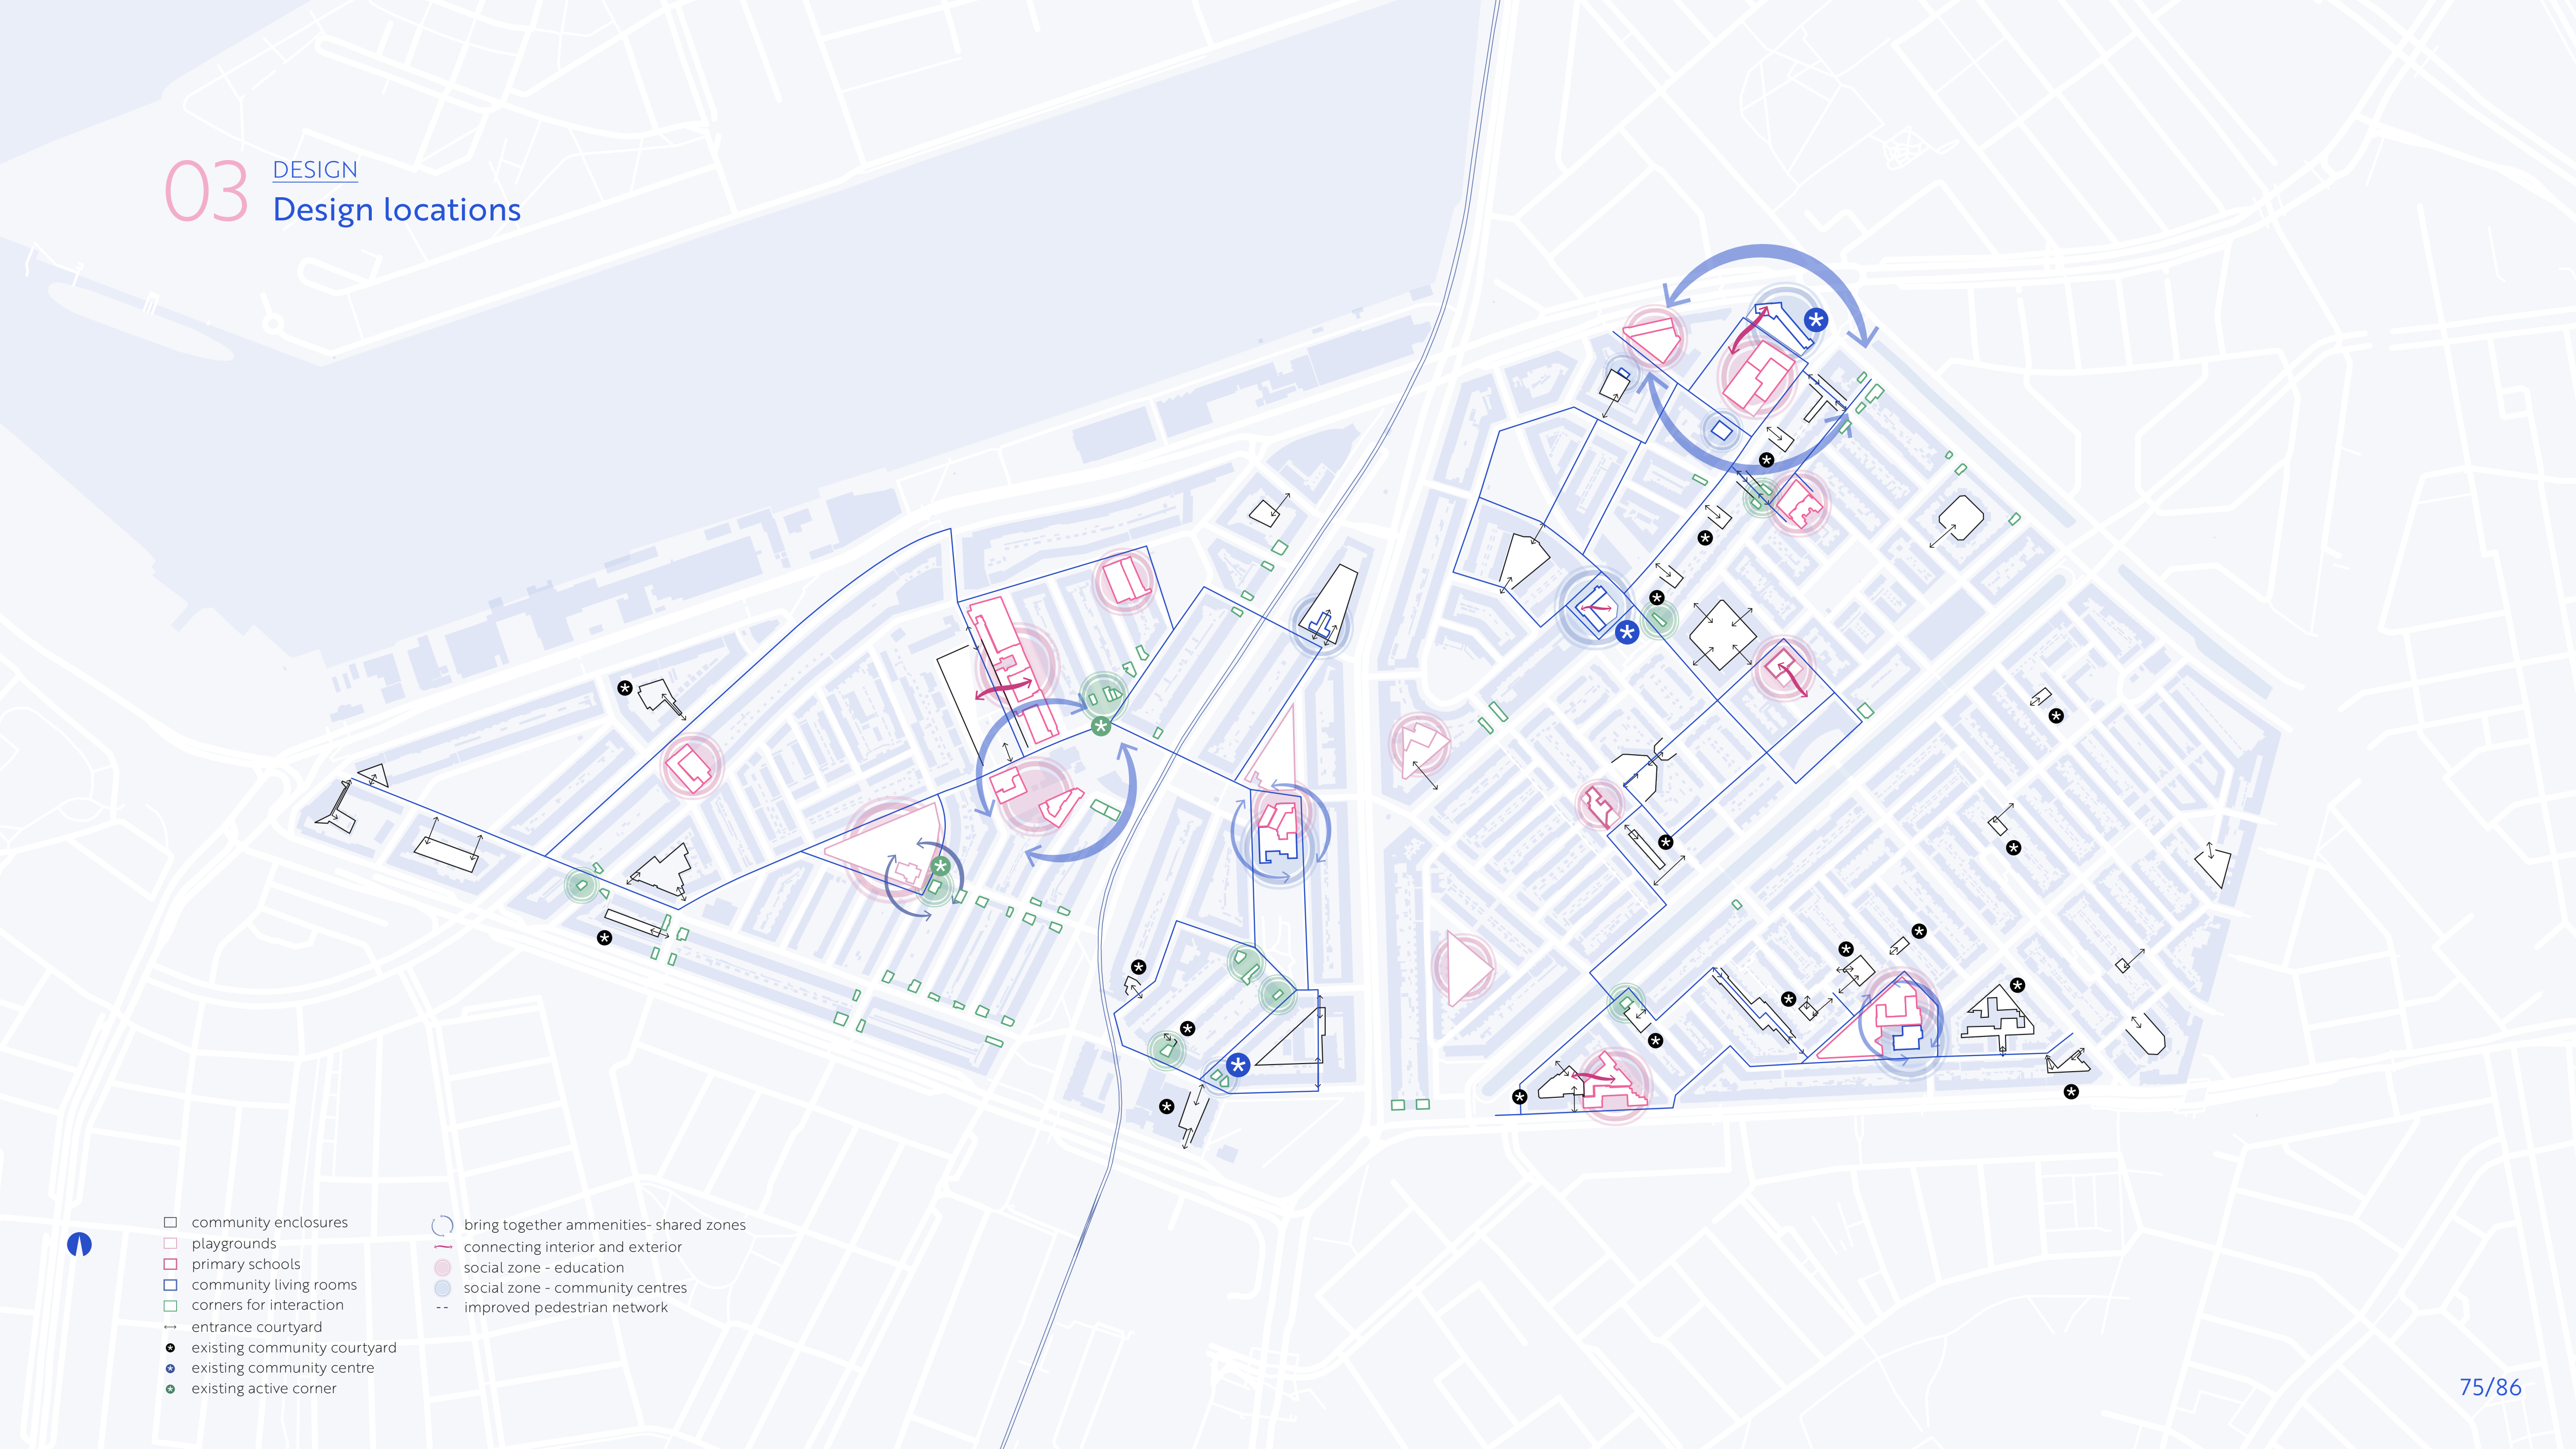 03
DESIGN
Design locations
community enclosures
playgrounds
primary schools
community living rooms
corners for interaction
entrance courtyard
existing community courtyard
existing community centre
existing active corner
bring together ammenities- shared zones
connecting interior and exterior
social zone - education
social zone - community centres
improved pedestrian network
75/86